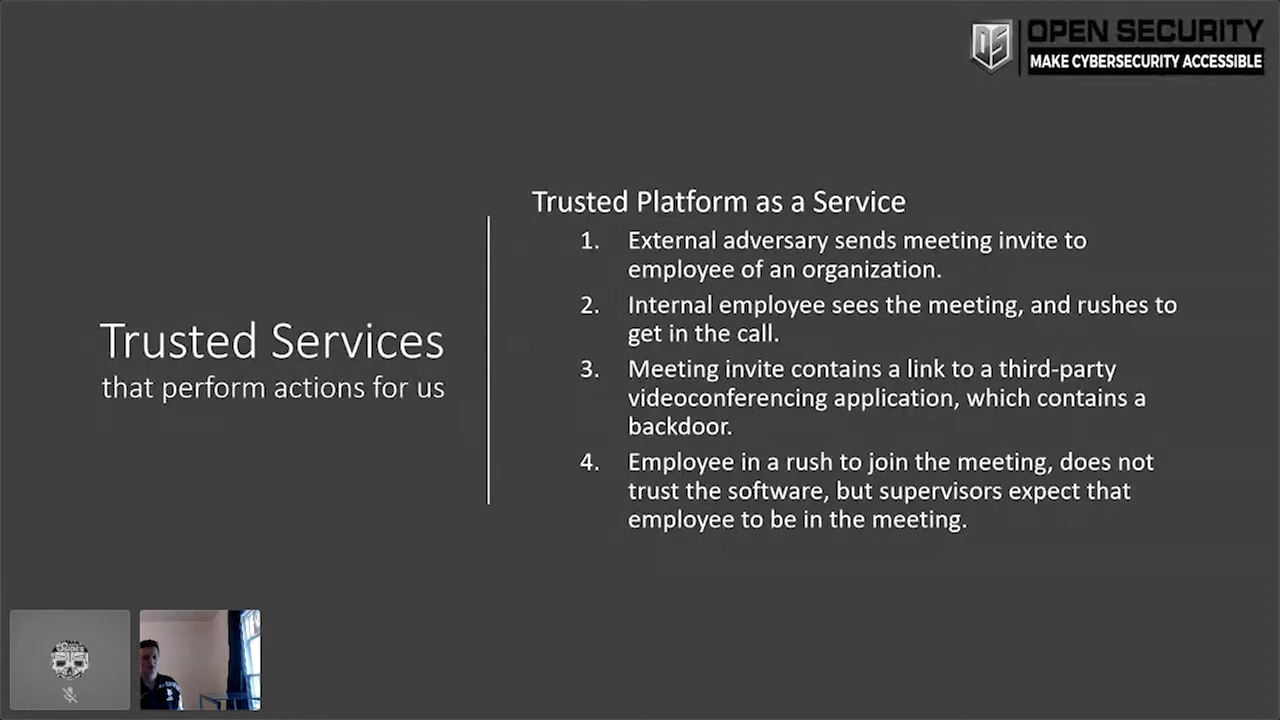 OPEN SECURITY
MAKE CYBERSECURITY ACCESSIBLE
Trusted Services
that perform actions for us
Trusted Platform as a Service
1. External adversary sends meeting invite to
employee of an organization.
2. Internal employee sees the meeting, and rushes to
get in the call.
3. Meeting invite contains a link to a third-party
videoconferencing application, which contains a
backdoor.
4. Employee in a rush to join the meeting, does not
trust the software, but supervisors expect that
employee to be in the meeting.